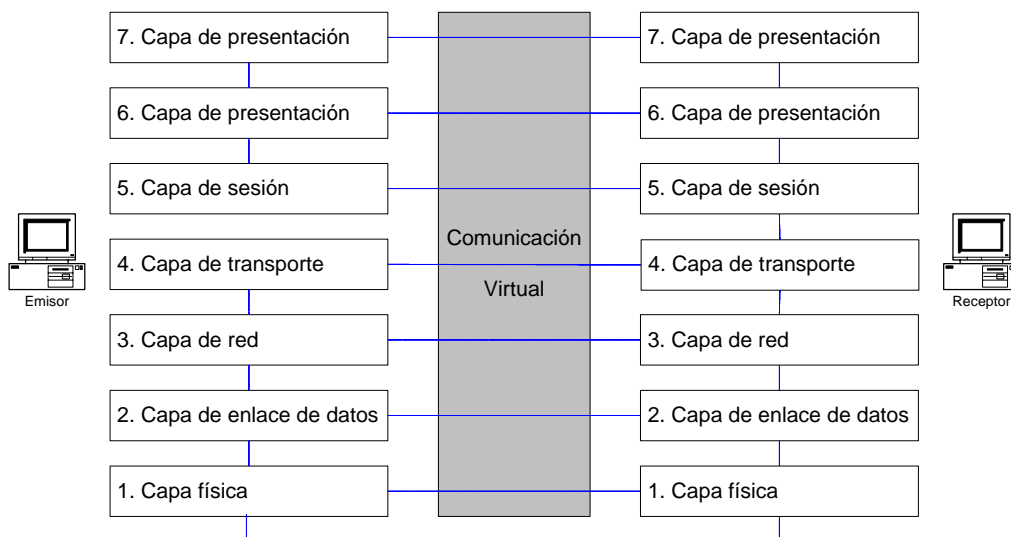 7. Capa de presentación
7. Capa de presentación
6. Capa de presentación
6. Capa de presentación
5. Capa de sesión
5. Capa de sesión
Comunicación
Virtual
4. Capa de transporte
4. Capa de transporte
Emisor
Receptor
3. Capa de red
3. Capa de red
2. Capa de enlace de datos
2. Capa de enlace de datos
1. Capa física
1. Capa física